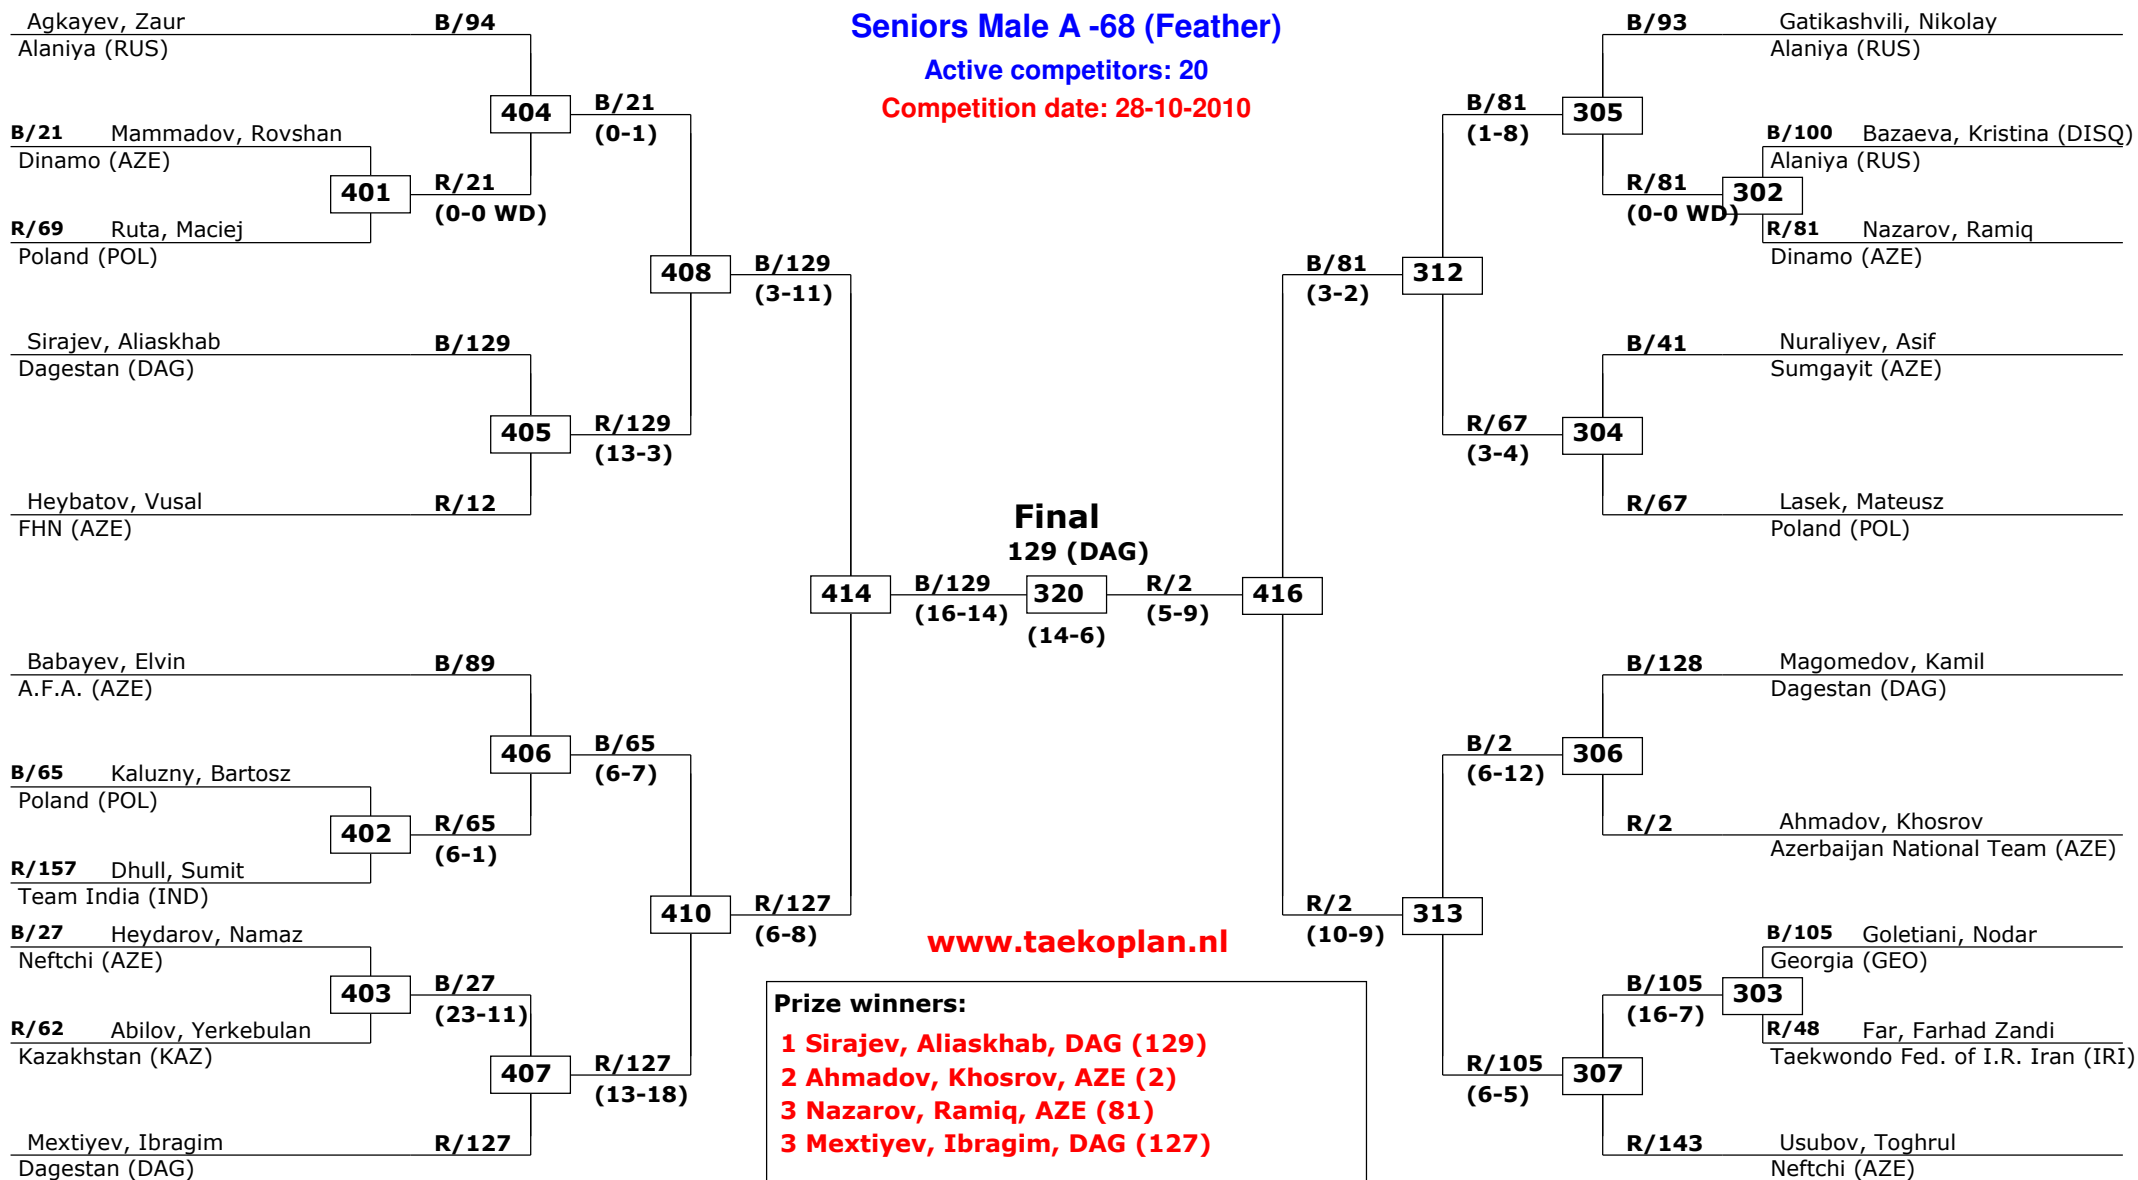 Seniors Male A -68 (Feather)
Active competitors: 20
Competition date: 28-10-2010
Agkayev, Zaur
B/94
Alaniya (RUS)
404
B/21
(0-1)
B/21 Mammadov, Rovshan
Dinamo (AZE)
401
R/21
(0-0 WD)
R/69 Ruta, Maciej
Poland (POL)
408
B/129
(3-11)
Sirajev, Aliaskhab
B/129
Dagestan (DAG)
405
R/129
(13-3)
Heybatov, Vusal
R/12
FHN (AZE)
414
B/129
(16-14)
Babayev, Elvin
B/89
A.F.A. (AZE)
406
B/65
(6-7)
B/65 Kaluzny, Bartosz
Poland (POL)
402
R/65
(6-1)
R/157 Dhull, Sumit
Team India (IND)
410
R/127
(6-8)
B/27 Heydarov, Namaz
Neftchi (AZE)
403
B/27
(23-11)
R/62 Abilov, Yerkebulan
Kazakhstan (KAZ)
407
R/127
(13-18)
Mextiyev, Ibragim
R/127
Dagestan (DAG)
Final
129 (DAG)
320
(14-6)
R/2
(5-9)
416
B/93
Gatikashvili, Nikolay
Alaniya (RUS)
B/81
(1-8)
305
B/100 Bazaeva, Kristina (DISQ)
Alaniya (RUS)
R/81
(0-0 WD)
302
R/81 Nazarov, Ramiq
Dinamo (AZE)
B/81
(3-2)
312
B/41
Nuraliyev, Asif
Sumgayit (AZE)
R/67
(3-4)
304
R/67
Lasek, Mateusz
Poland (POL)
B/128
Magomedov, Kamil
Dagestan (DAG)
B/2
(6-12)
306
R/2
Ahmadov, Khosrov
Azerbaijan National Team (AZE)
R/2
(10-9)
313
B/105 Goletiani, Nodar
Georgia (GEO)
B/105
(16-7)
303
R/48 Far, Farhad Zandi
Taekwondo Fed. of I.R. Iran (IRI)
R/105
(6-5)
307
R/143
Usubov, Toghrul
Neftchi (AZE)
www.taekoplan.nl
Prize winners:
1 Sirajev, Aliaskhab, DAG (129)
2 Ahmadov, Khosrov, AZE (2)
3 Nazarov, Ramiq, AZE (81)
3 Mextiyev, Ibragim, DAG (127)